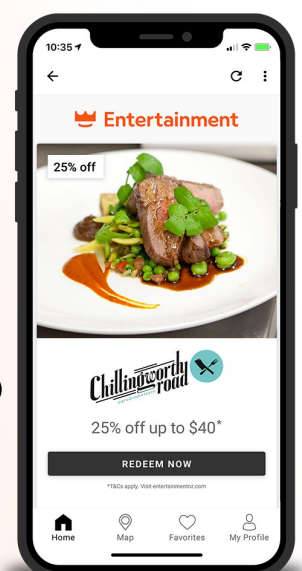 10:35
Entertainment
25% off
Chillingworth
road
25% off up to $40*
REDEEM NOW
*T&Cs apply. Visit entertainmentnz.com
Home
Map
Favorites
My Profile